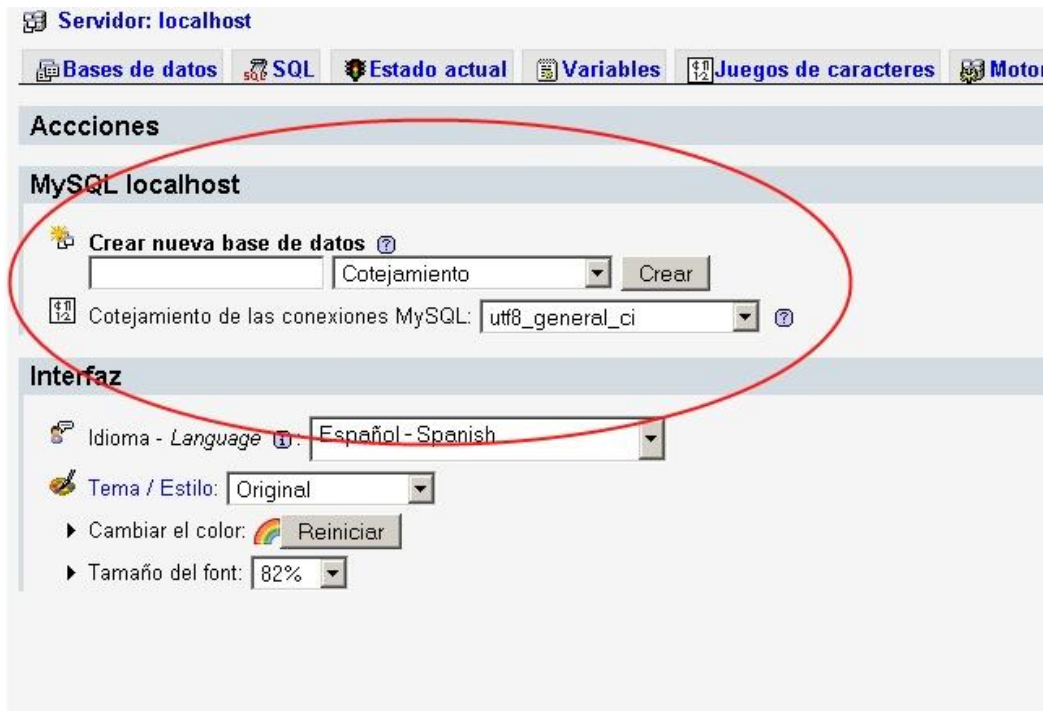 Servidor: localhost
Bases de datos SQL Estado actual Variables Juegos de caracteres Motor
Accciones
MySQL localhost
Crear nueva base de datos
Cotejamiento Crear
Cotejamiento de las conexiones MySQL: utf8_general_ci
Interfaz
Idioma - Language : Español - Spanish
Tema / Estilo: Original
Cambiar el color: Reiniciar
Tamaño del font: 82%